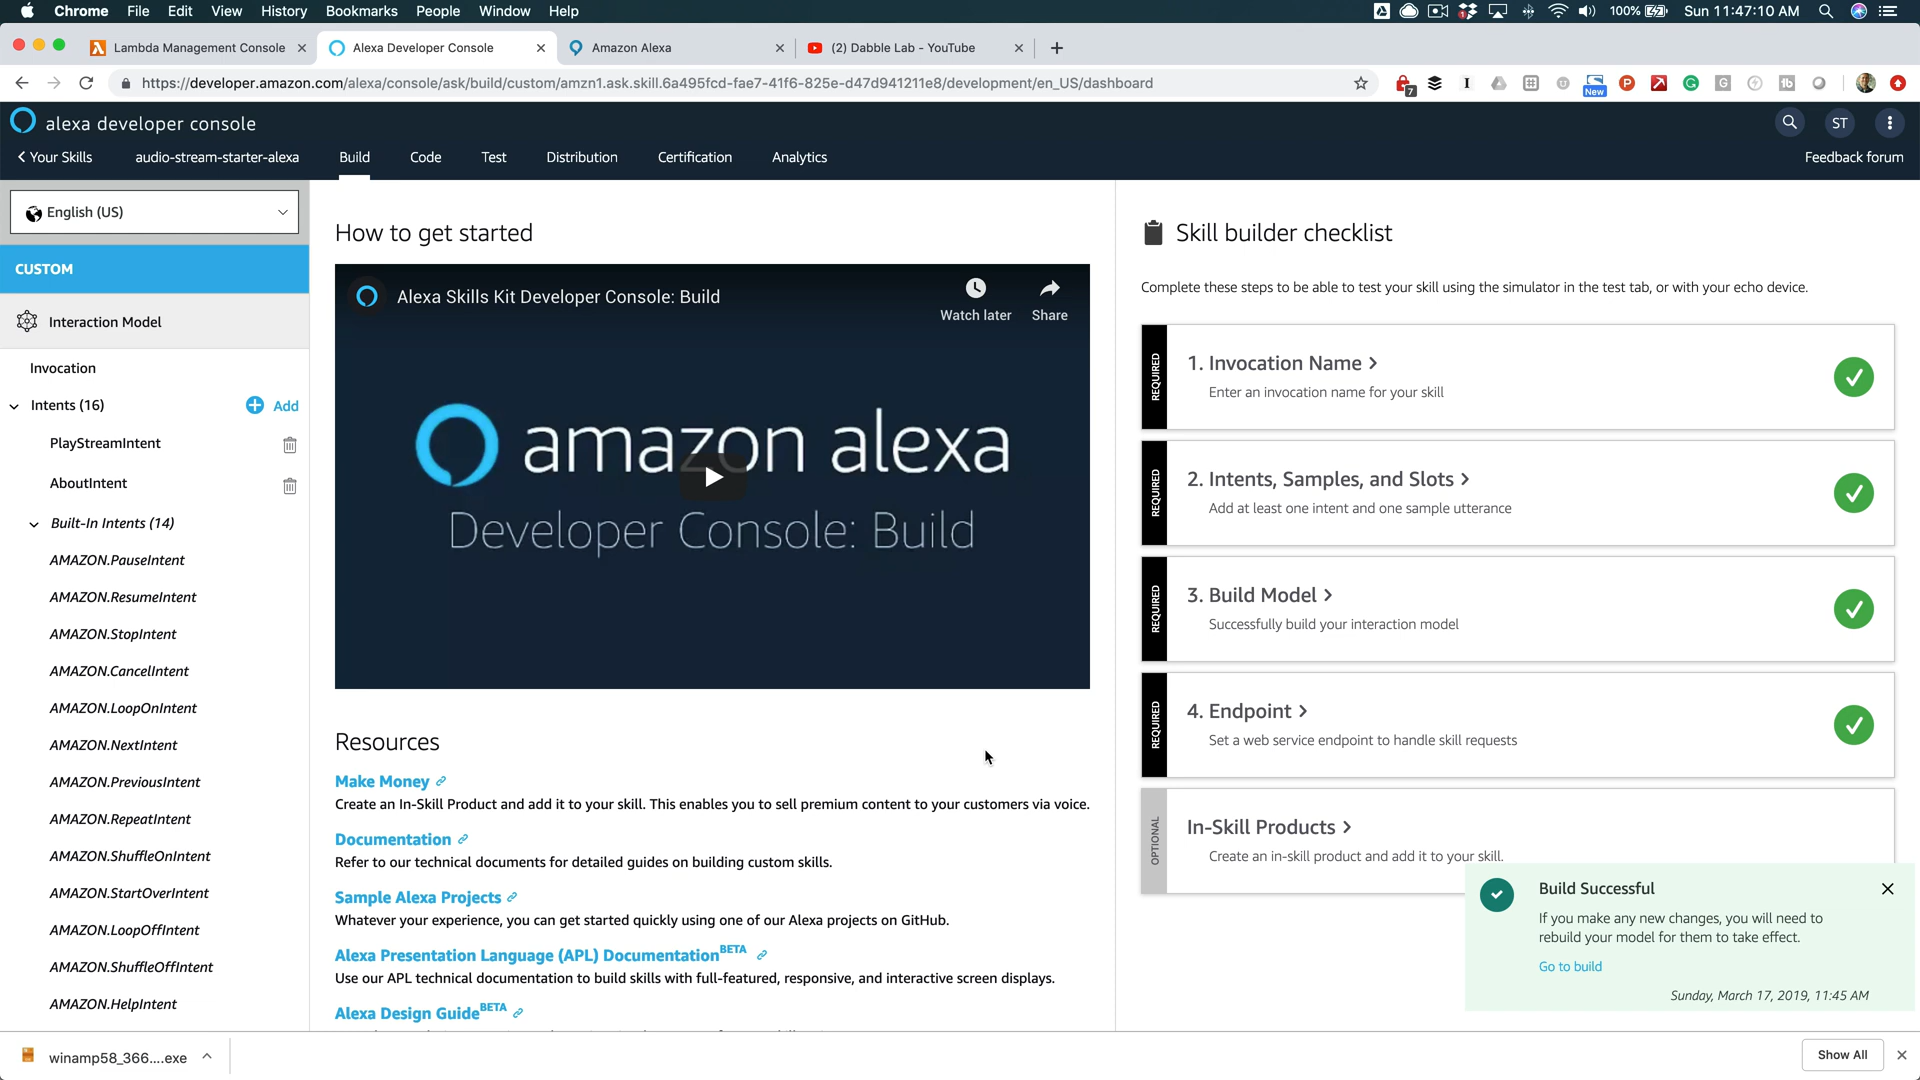 Chrome File Edit View History Bookmarks People Window Help 100% Sun 11:47:10 AM
Lambda Management Console
Alexa Developer Console
Amazon Alexa
(2) Dabble Lab - YouTube
https://developer.amazon.com/alexa/console/ask/build/custom/amzn1.ask.skill.6a495fcd-fae7-41f6-825e-d47d941211e8/development/en_US/dashboard
7
New
alexa developer console
ST
Your Skills audio-stream-starter-alexa Build Code Test Distribution Certification Analytics Feedback forum
English (US)
CUSTOM
Interaction Model
Invocation
Intents (16) Add
PlayStreamIntent
AboutIntent
Built-In Intents (14)
AMAZON.PauseIntent
AMAZON.ResumeIntent
AMAZON.StopIntent
AMAZON.CancelIntent
AMAZON.LoopOnIntent
AMAZON.NextIntent
AMAZON.PreviousIntent
AMAZON.RepeatIntent
AMAZON.ShuffleOnIntent
AMAZON.StartOverIntent
AMAZON.LoopOffIntent
AMAZON.ShuffleOffIntent
AMAZON.HelpIntent
How to get started
Alexa Skills Kit Developer Console: Build
Watch later Share
amazon alexa
Developer Console: Build
Resources
Make Money
Create an In-Skill Product and add it to your skill. This enables you to sell premium content to your customers via voice.
Documentation
Refer to our technical documents for detailed guides on building custom skills.
Sample Alexa Projects
Whatever your experience, you can get started quickly using one of our Alexa projects on GitHub.
Alexa Presentation Language (APL) Documentation BETA
Use our APL technical documentation to build skills with full-featured, responsive, and interactive screen displays.
Alexa Design Guide BETA
Skill builder checklist
Complete these steps to be able to test your skill using the simulator in the test tab, or with your echo device.
REQUIRED
1. Invocation Name
Enter an invocation name for your skill
REQUIRED
2. Intents, Samples, and Slots
Add at least one intent and one sample utterance
REQUIRED
3. Build Model
Successfully build your interaction model
REQUIRED
4. Endpoint
Set a web service endpoint to handle skill requests
OPTIONAL
In-Skill Products
Create an in-skill product and add it to your skill.
Build Successful
If you make any new changes, you will need to
rebuild your model for them to take effect.
Go to build
Sunday, March 17, 2019, 11:45 AM
winamp58_366....exe
Show All